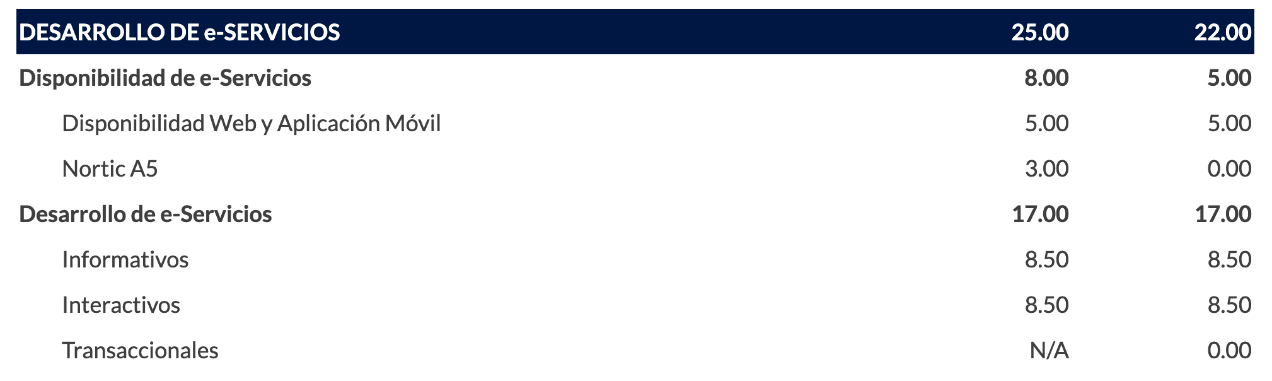 DESARROLLO DE e-SERVICIOS 25.00 22.00
Disponibilidad de e-Servicios 8.00 5.00
Disponibilidad Web y Aplicación Móvil 5.00 5.00
Nortic A5 3.00 0.00
Desarrollo de e-Servicios 17.00 17.00
Informativos 8.50 8.50
Interactivos 8.50 8.50
Transaccionales N/A 0.00